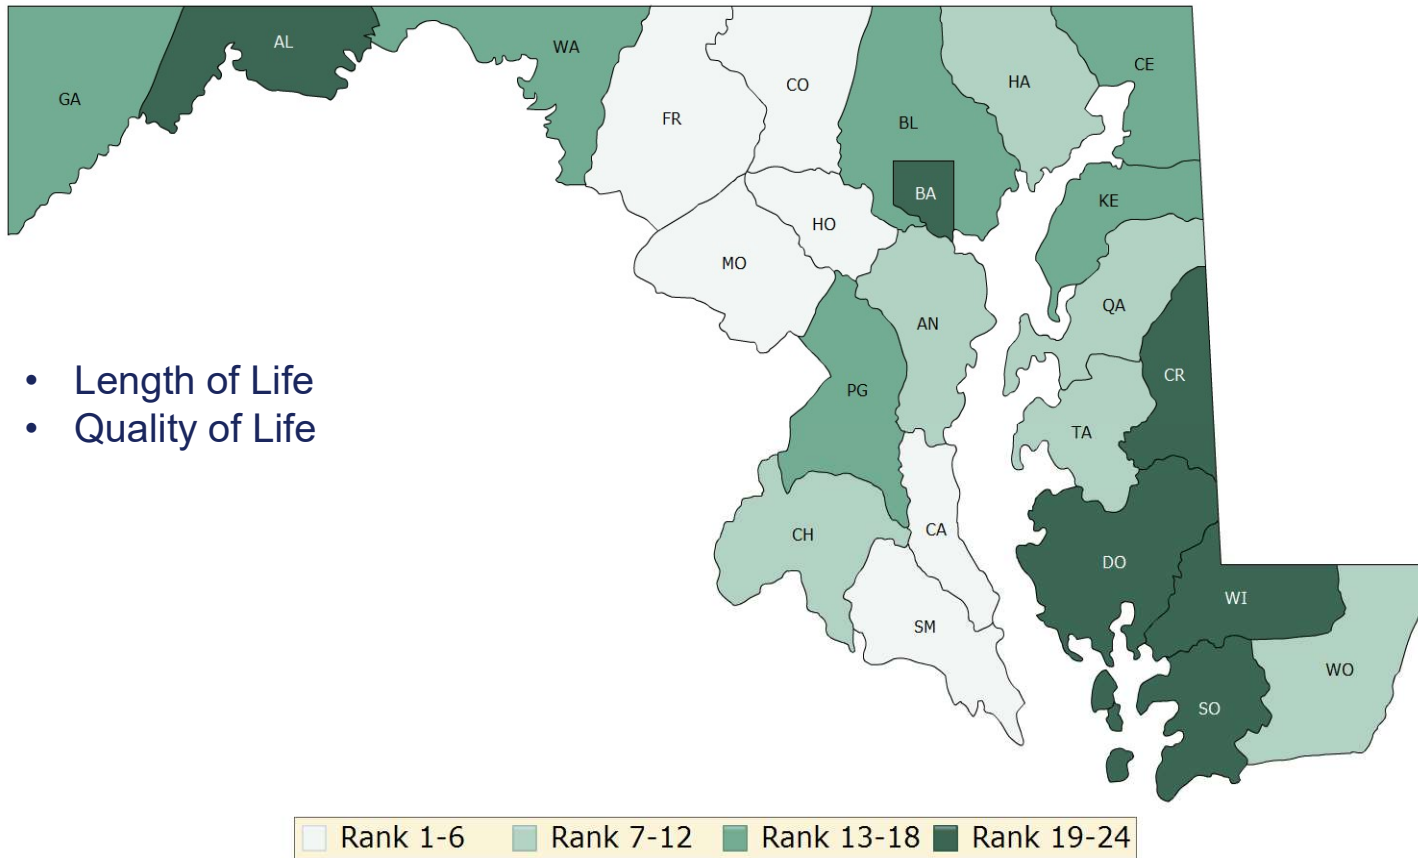 AL
WA
GA
FR
CO
BL
HA
CE
BA
KE
HO
MO
AN
QA
PG
CR
TA
• Length of Life
• Quality of Life
CH
CA
DO
WI
SM
WO
SO
Rank 1-6 Rank 7-12 Rank 13-18 Rank 19-24